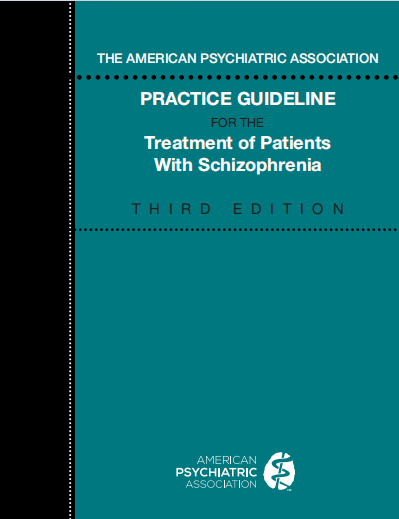 THE AMERICAN PSYCHIATRIC ASSOCIATION
PRACTICE GUIDELINE
FOR THE
Treatment of Patients
With Schizophrenia
THIRD EDITION
AMERICAN
PSYCHIATRIC
ASSOCIATION